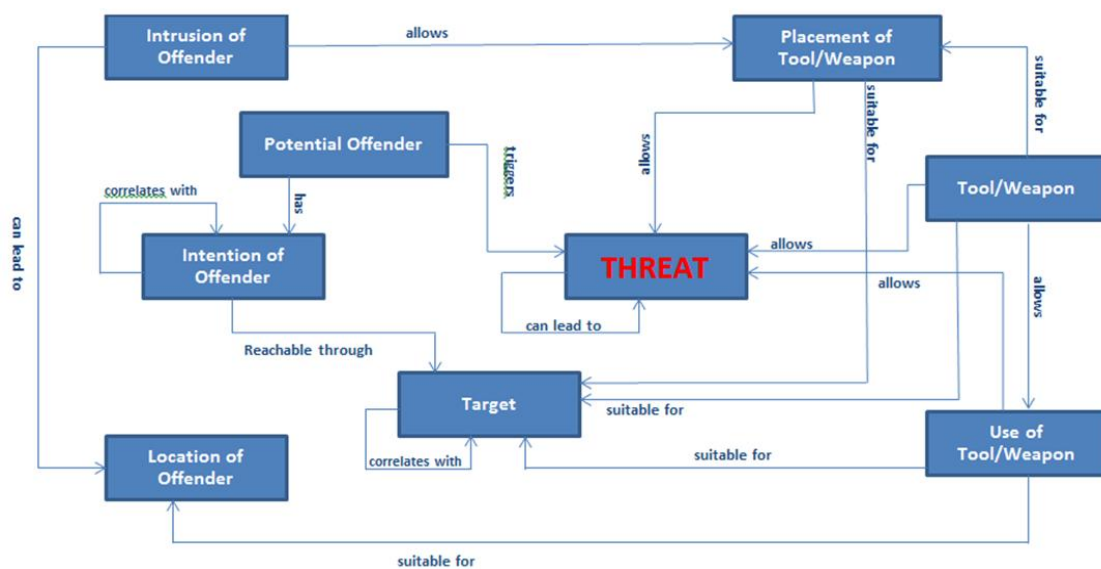 Intrusion of
Offender
allows
Placement of
Tool/Weapon
suitable for
suitable for
Potential Offender
triggers
allows
correlates with
has
Tool/Weapon
can lead to
Intention of
Offender
THREAT
allows
allows
allows
can lead to
Reachable through
Target
suitable for
Use of
Tool/Weapon
Location of
Offender
correlates with
suitable for
suitable for